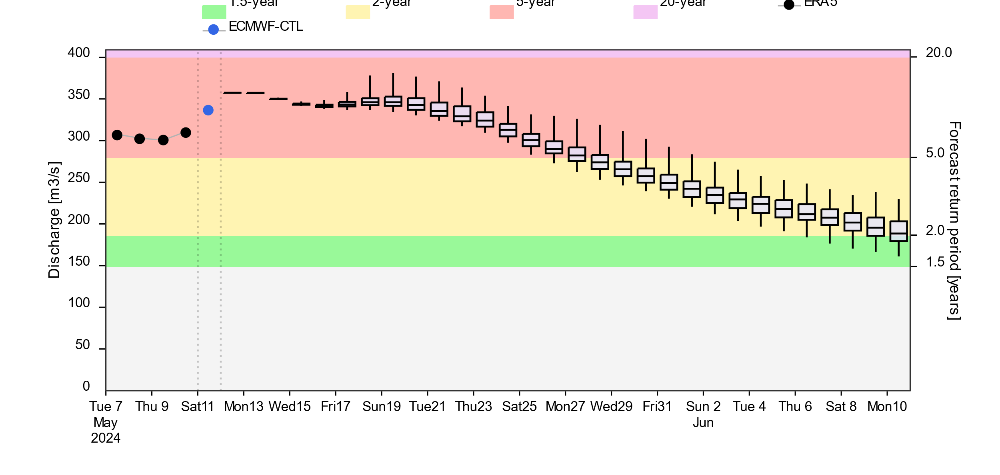 1.5-year 2-year 5-year 20-year ERA5
ECMWF-CTL
400 20.0
350
300
5.0
250
200
2.0
150 1.5
100
50
0
Discharge [m3/s]
Forecast return period [years]
Tue 7 Thu 9 Sat11 Mon13 Wed15 Fri17 Sun19 Tue21 Thu23 Sat25 Mon27 Wed29 Fri31 Sun 2 Tue 4 Thu 6 Sat 8 Mon10
May Jun
2024